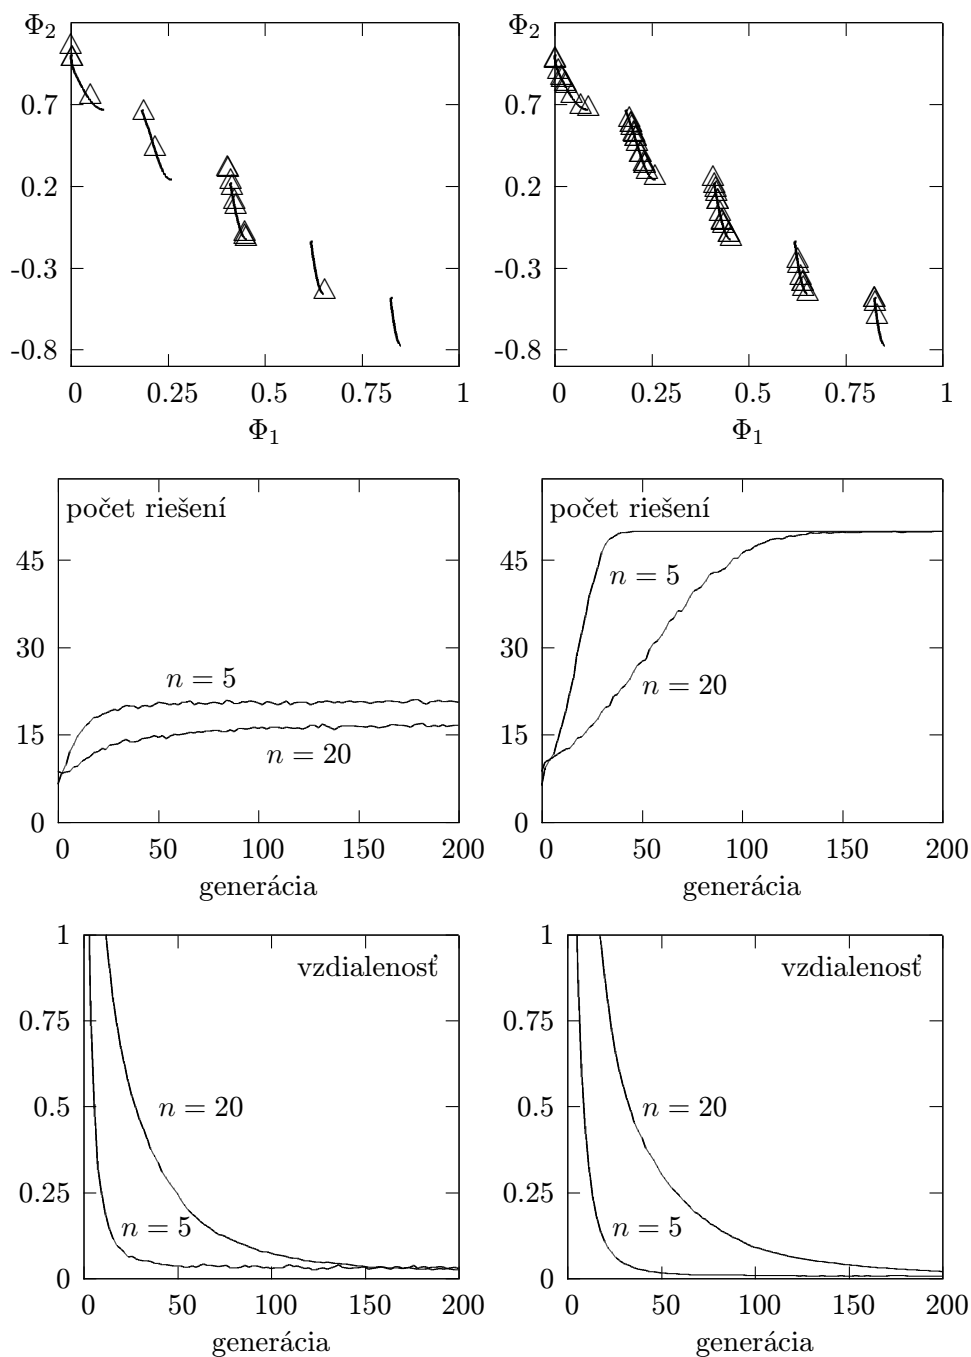 Φ2
0.7
0.2
-0.3
-0.8
0 0.25 0.5 0.75 1
Φ1
Φ2
0.7
0.2
-0.3
-0.8
0 0.25 0.5 0.75 1
Φ1
počet riešení
45
30
15
0
n = 5
n = 20
0 50 100 150 200
generácia
počet riešení
45
30
15
0
n = 5
n = 20
0 50 100 150 200
generácia
1
0.75
0.5
0.25
0
vzdialenosť
n = 20
n = 5
0 50 100 150 200
generácia
1
0.75
0.5
0.25
0
vzdialenosť
n = 20
n = 5
0 50 100 150 200
generácia